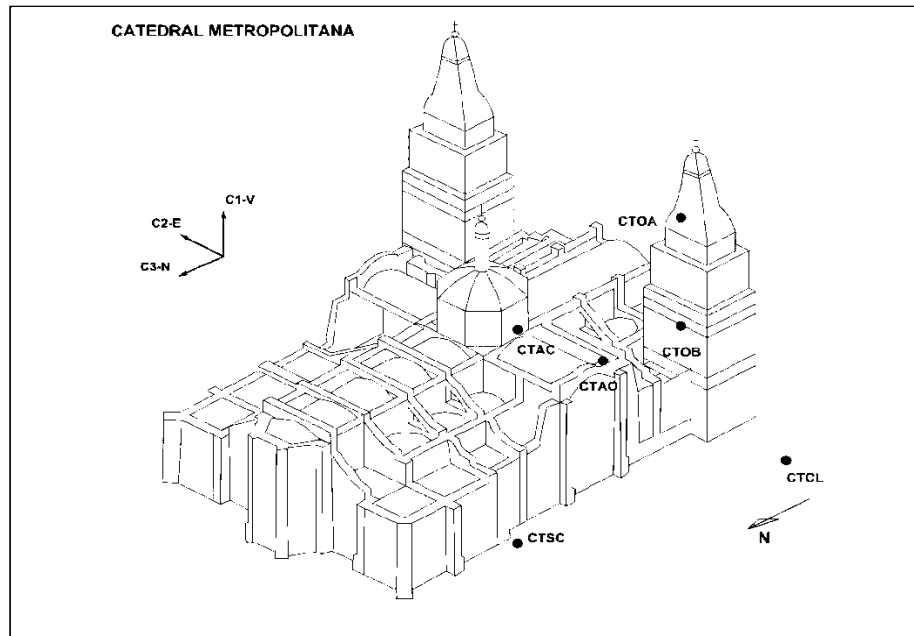 CATEDRAL METROPOLITANA
C1-V
C2-E
C3-N
CTOA
CTOB
CTAC
CTAO
CTCL
N
CTSC